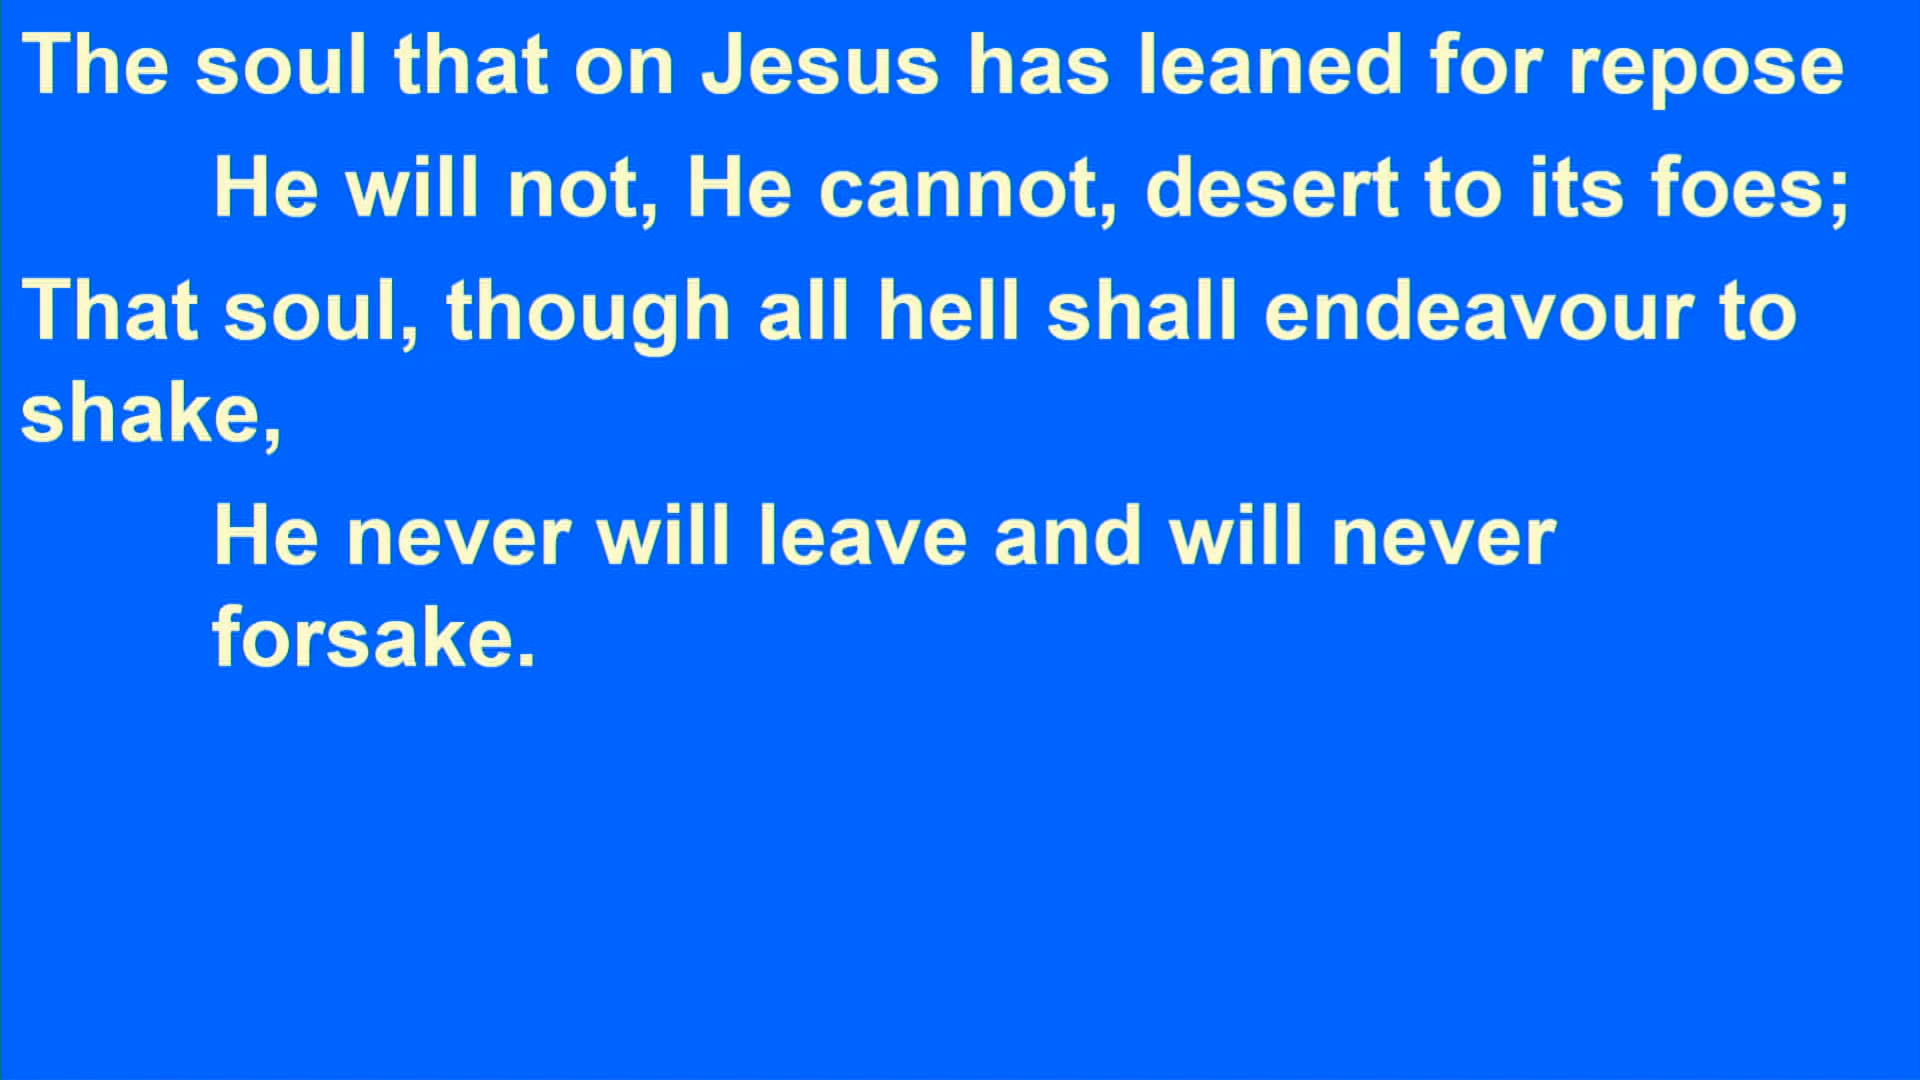 The soul that on Jesus has leaned for repose
He will not, He cannot, desert to its foes;
That soul, though all hell shall endeavour to
shake,
He never will leave and will never
forsake.